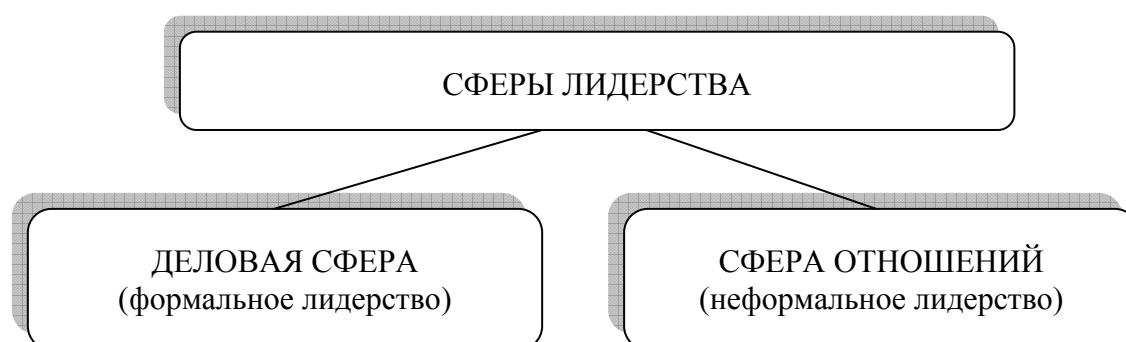 СФЕРЫ ЛИДЕРСТВА
ДЕЛОВАЯ СФЕРА
(формальное лидерство)
СФЕРА ОТНОШЕНИЙ
(неформальное лидерство)